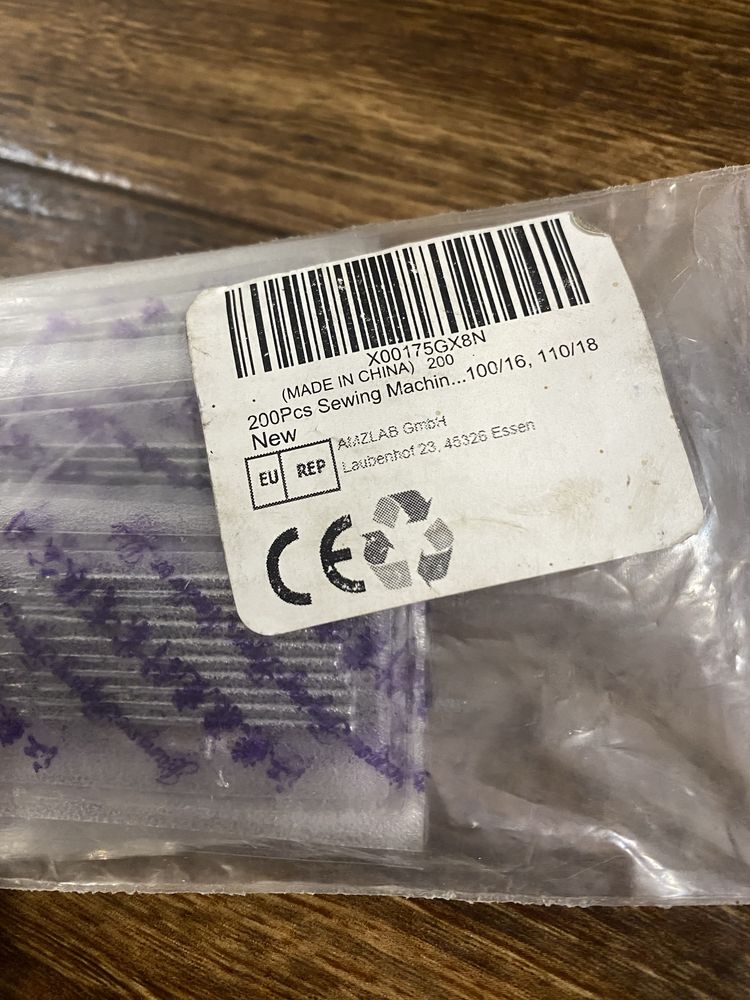 X00175GX8N
(MADE IN CHINA) 200
200Pcs Sewing Machin...100/16, 110/18
New
EU REP
AMZLAB GmbH
Laubenhof 23, 45326 Essen
CE